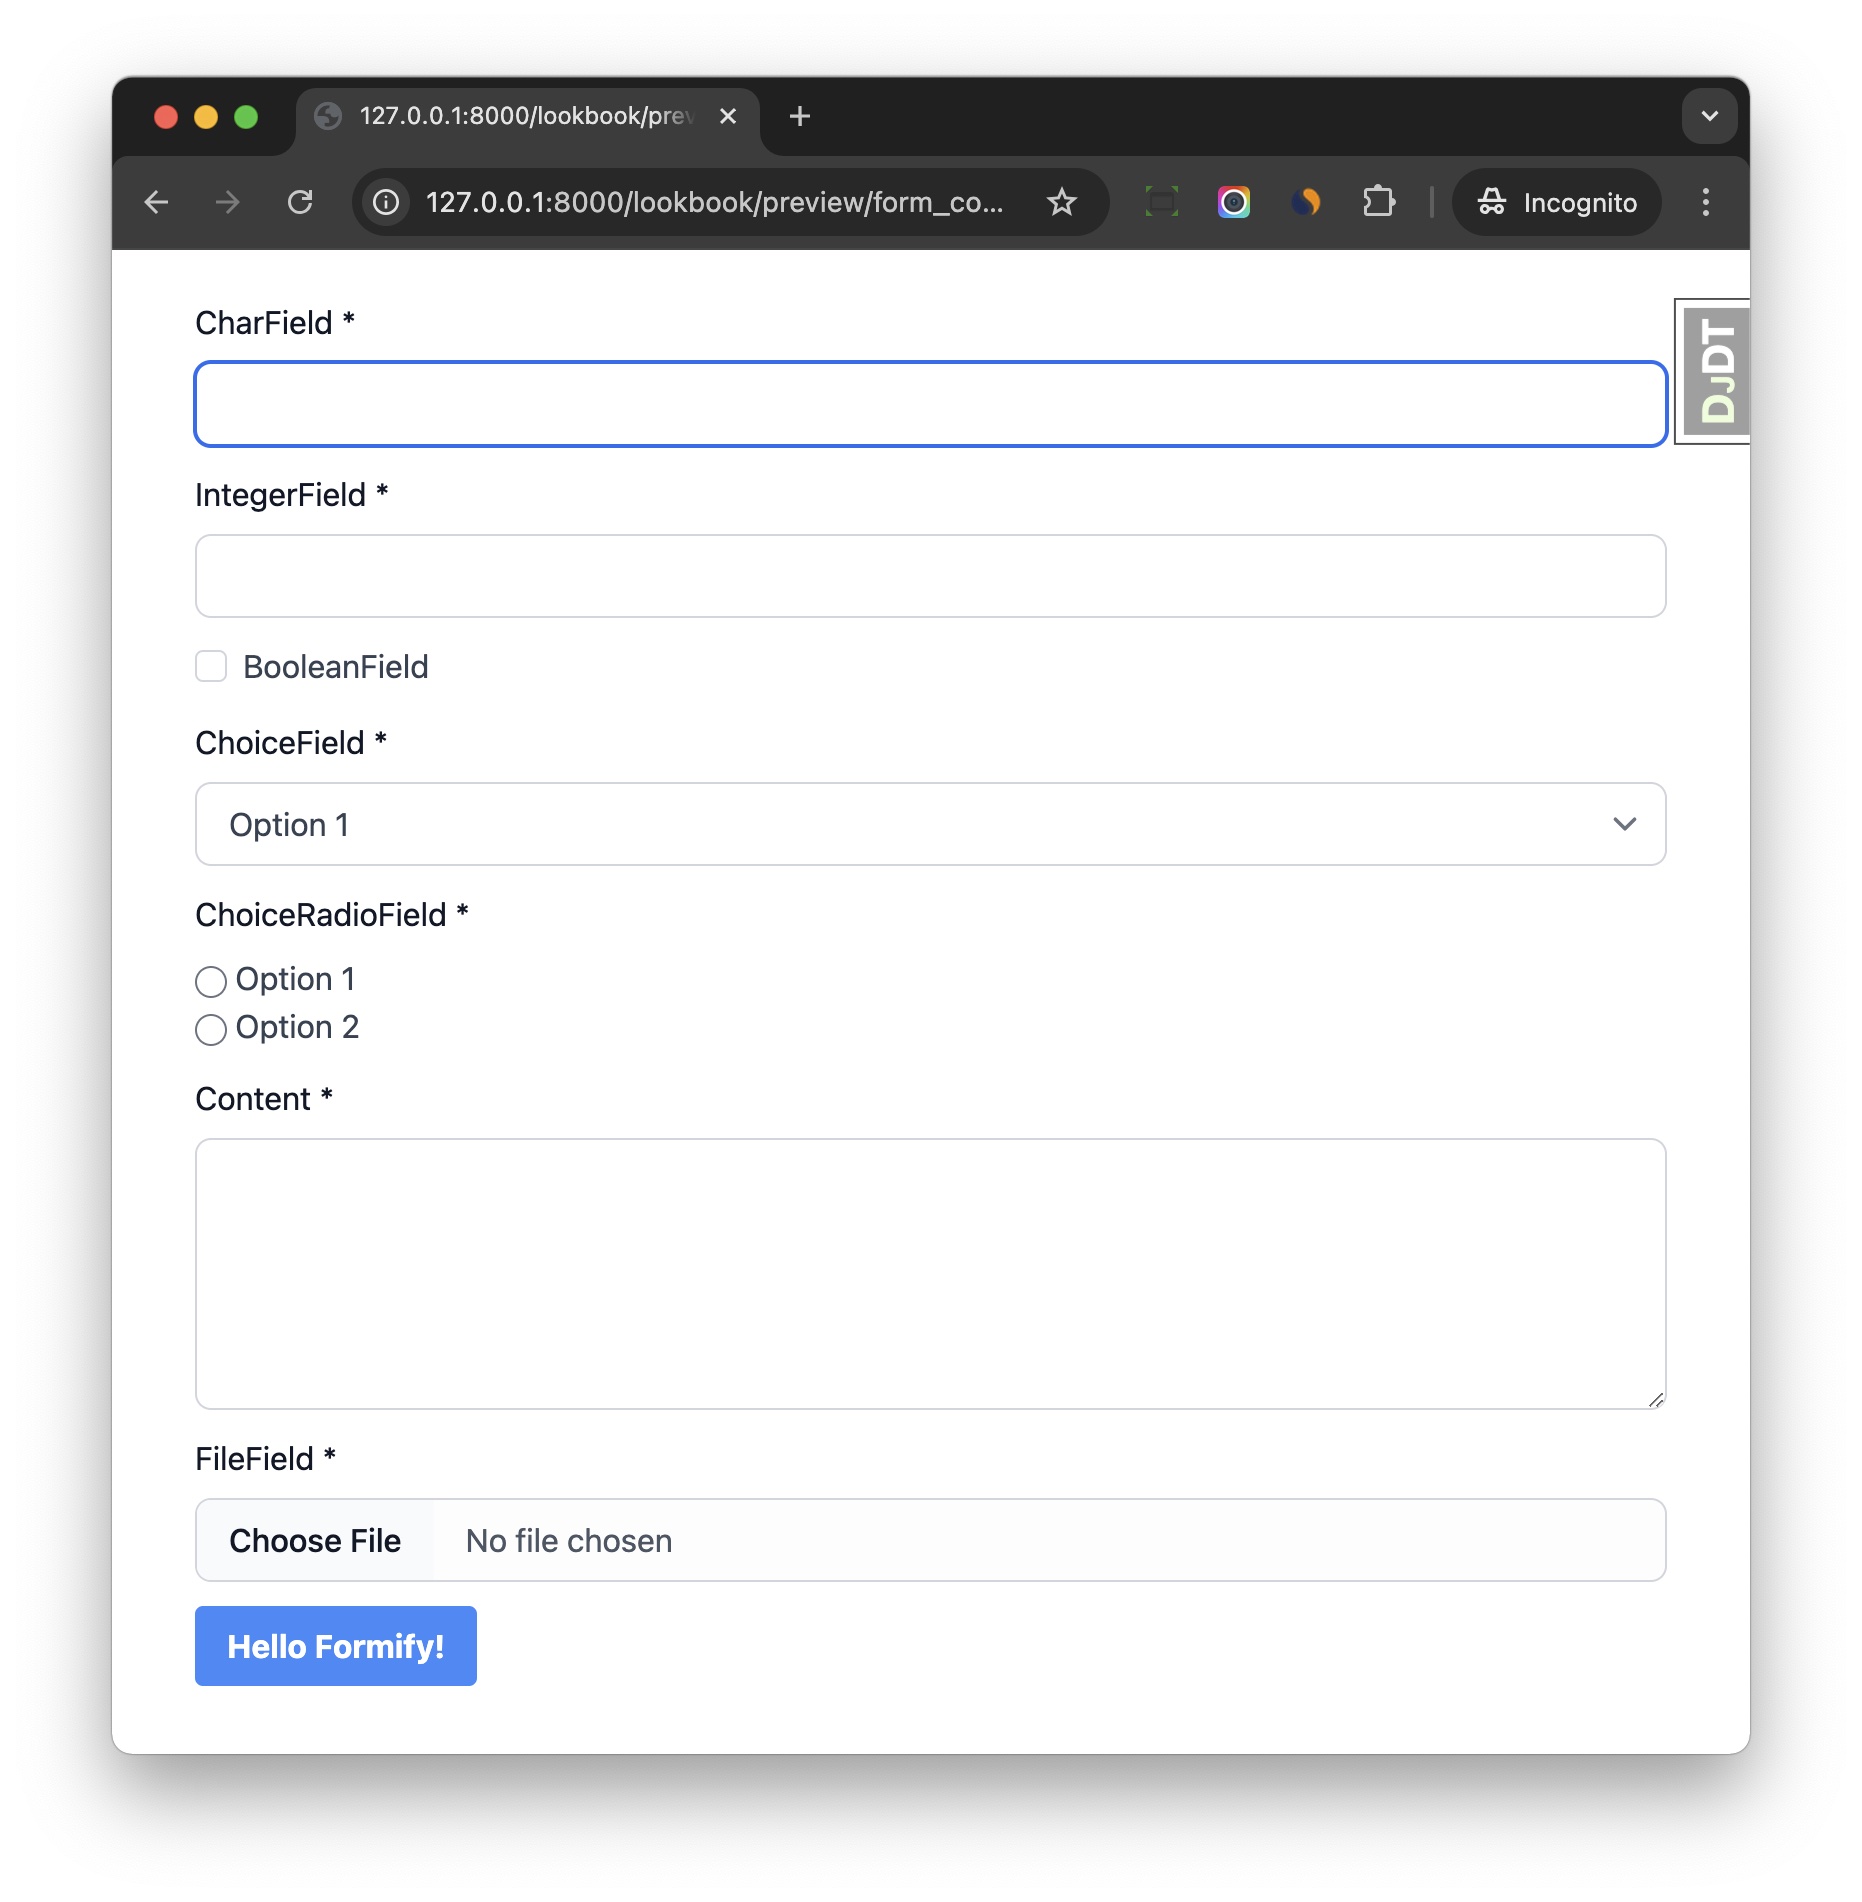 127.0.0.1:8000/lookbook/prev
127.0.0.1:8000/lookbook/preview/form_co...
Incognito
CharField *
DJDT
IntegerField *
BooleanField
ChoiceField *
Option 1
ChoiceRadioField *
Option 1
Option 2
Content *
FileField *
Choose File No file chosen
Hello Formify!